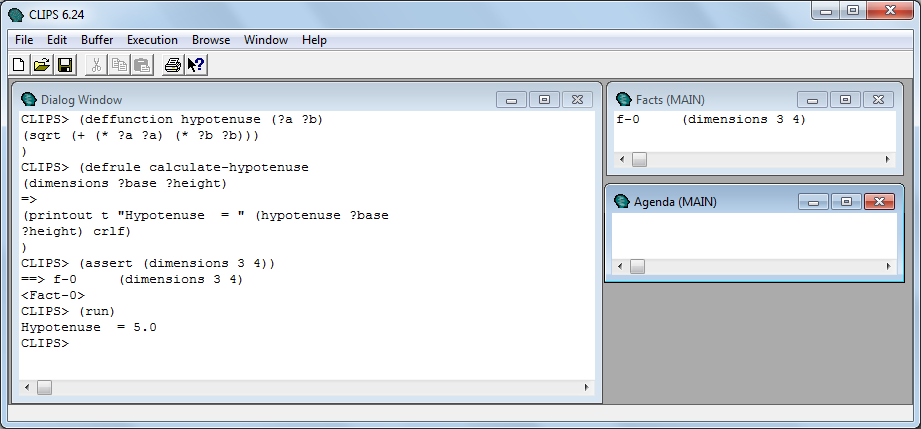 CLIPS 6.24
File Edit Buffer Execution Browse Window Help
Dialog Window
CLIPS> (deffunction hypotenuse (?a ?b)
(sqrt (+ (* ?a ?a) (* ?b ?b)))
)
CLIPS> (defrule calculate-hypotenuse
(dimensions ?base ?height)
=>
(printout t "Hypotenuse  = " (hypotenuse ?base
?height) crlf)
)
CLIPS> (assert (dimensions 3 4))
==> f-0     (dimensions 3 4)
<Fact-0>
CLIPS> (run)
Hypotenuse  = 5.0
CLIPS>
Facts (MAIN)
f-0     (dimensions 3 4)
Agenda (MAIN)